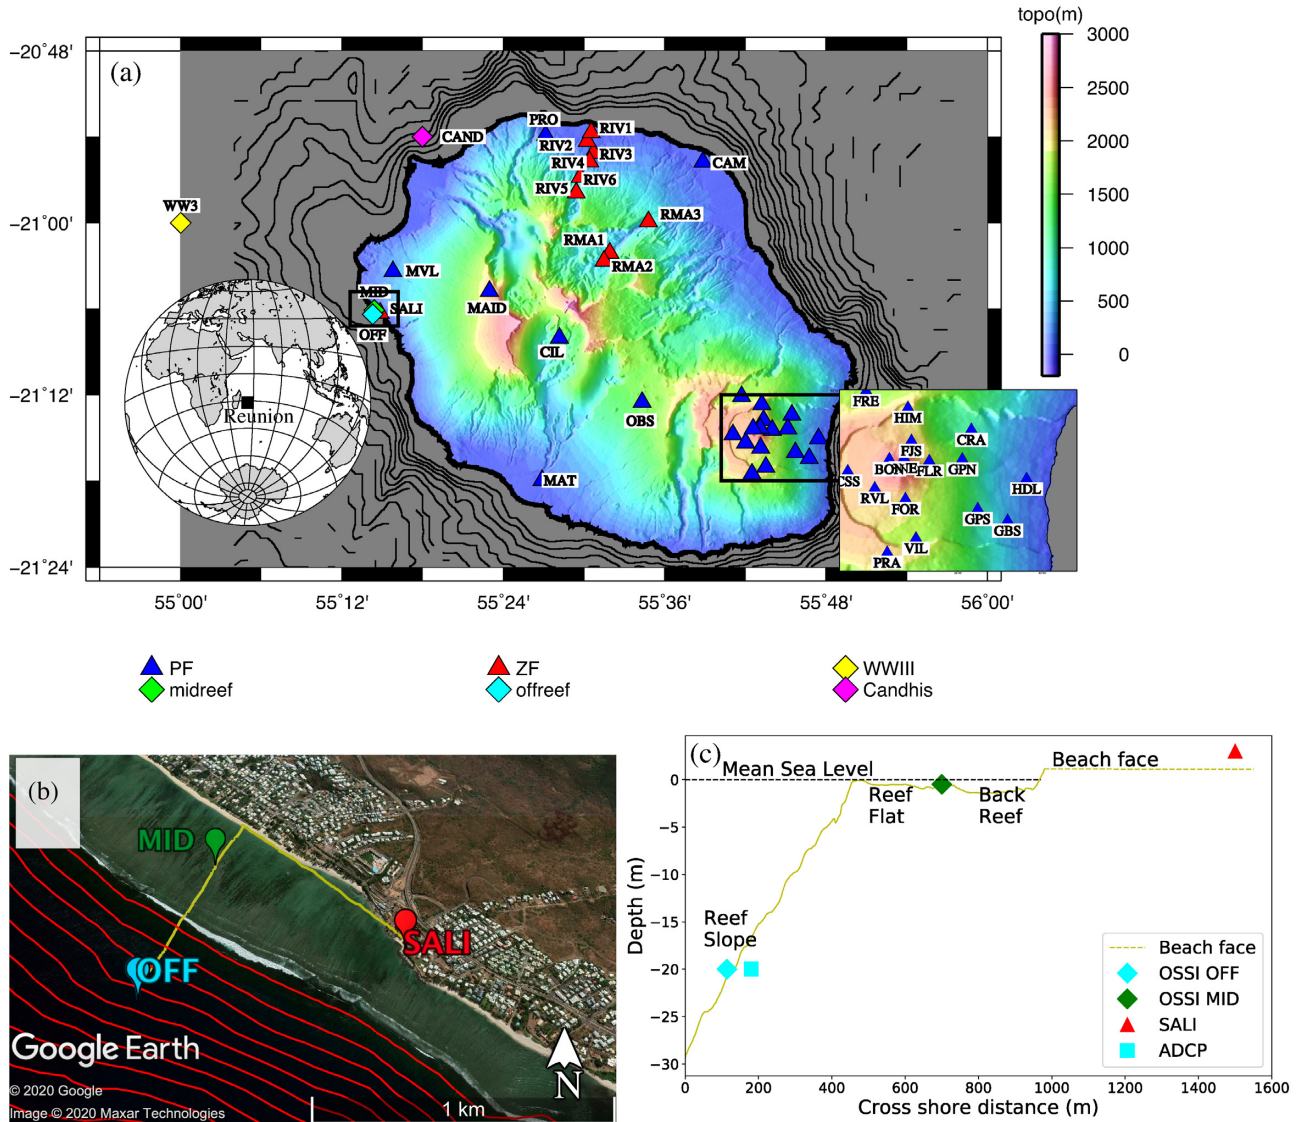 topo(m)
3000
2500
2000
1500
1000
500
0
−20°48'
−21°00'
−21°12'
−21°24'
(a)
PRO
RIV1
RIV2
RIV3
RIV4
RIV6
RIV5
CAM
CAND
WW3
RMA3
RMA1
RMA2
MVL
MID
SALI
OFF
MAID
CIL
OBS
MAT
Reunion
FRE
HIM
CRA
FJS
BON
FLR
GPN
CSS
RVL
FOR
HDL
GPS
GBS
VIL
PRA
55°00'
55°12'
55°24'
55°36'
55°48'
56°00'
PF
ZF
WWIII
midreef
offreef
Candhis
(b)
MID
OFF
SALI
Google Earth
© 2020 Google
Image © 2020 Maxar Technologies
1 km
N
(c)
Mean Sea Level
Beach face
Reef
Flat
Back
Reef
Reef
Slope
Depth (m)
0
−5
−10
−15
−20
−25
−30
Beach face
OSSI OFF
OSSI MID
SALI
ADCP
0
200
400
600
800
1000
1200
1400
1600
Cross shore distance (m)